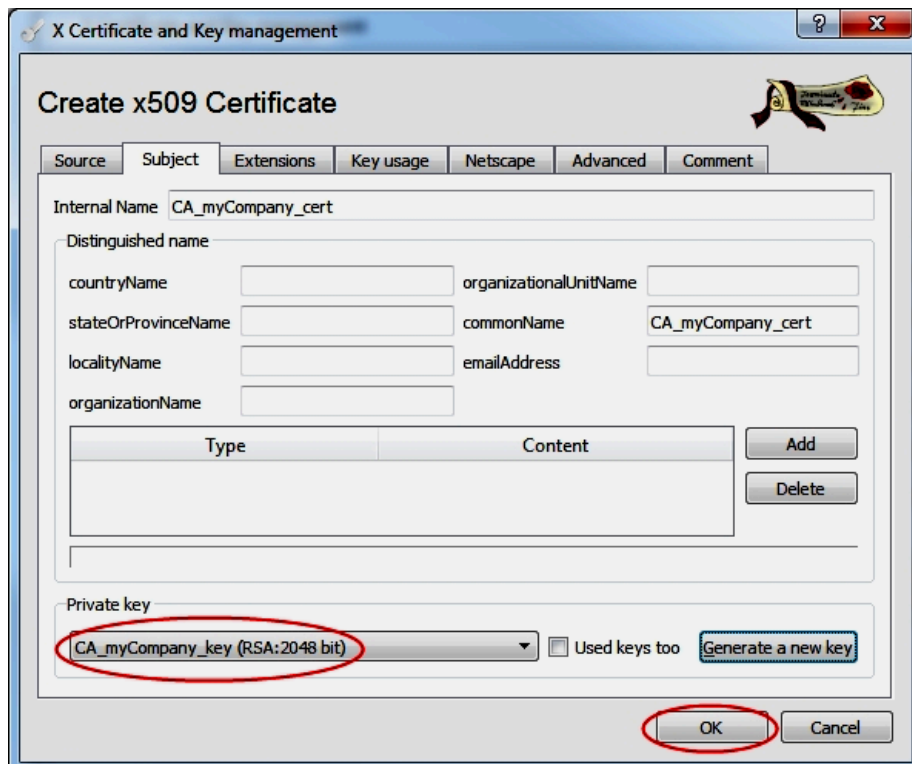 X Certificate and Key management
Create x509 Certificate
Source Subject Extensions Key usage Netscape Advanced Comment
Internal Name CA_myCompany_cert
Distinguished name
countryName organizationalUnitName
stateOrProvinceName commonName CA_myCompany_cert
localityName emailAddress
organizationName
Type Content Add
Delete
Private key
CA_myCompany_key (RSA:2048 bit) Used keys too Generate a new key
OK Cancel